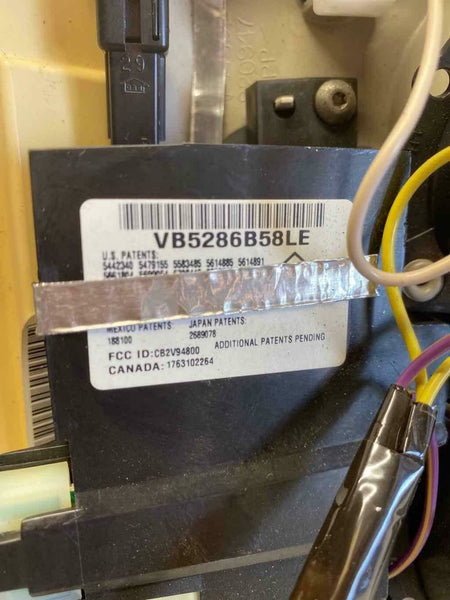 29
VB5286B58LE
U.S. PATENTS:
5442340 5479155 5583485 5614885 5614891
MEXICO PATENTS: JAPAN PATENTS:
188100 2689078
ADDITIONAL PATENTS PENDING
FCC ID:CB2V94800
CANADA:1763102264